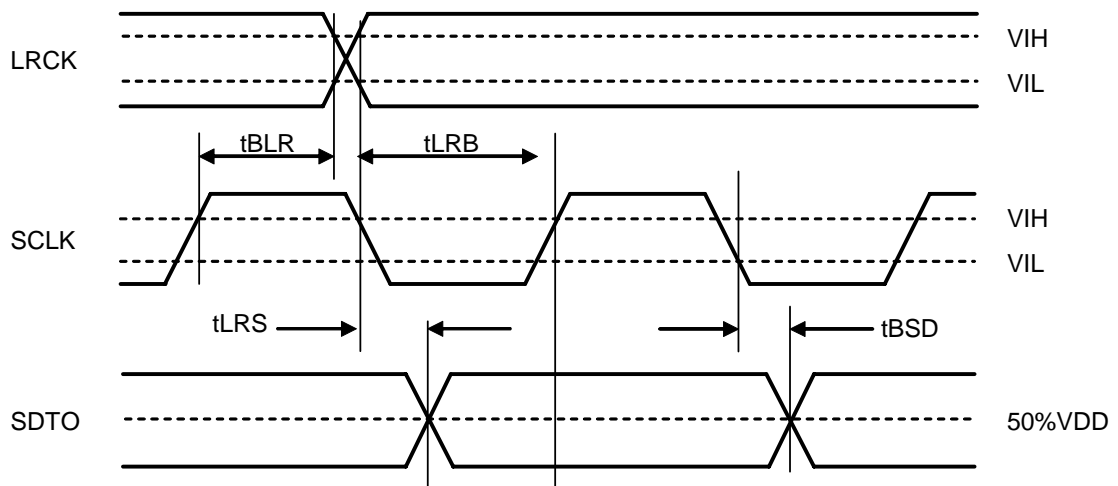 LRCK
VIH
VIL
tBLR
tLRB
SCLK
VIH
VIL
tLRS
tBSD
SDTO
50%VDD